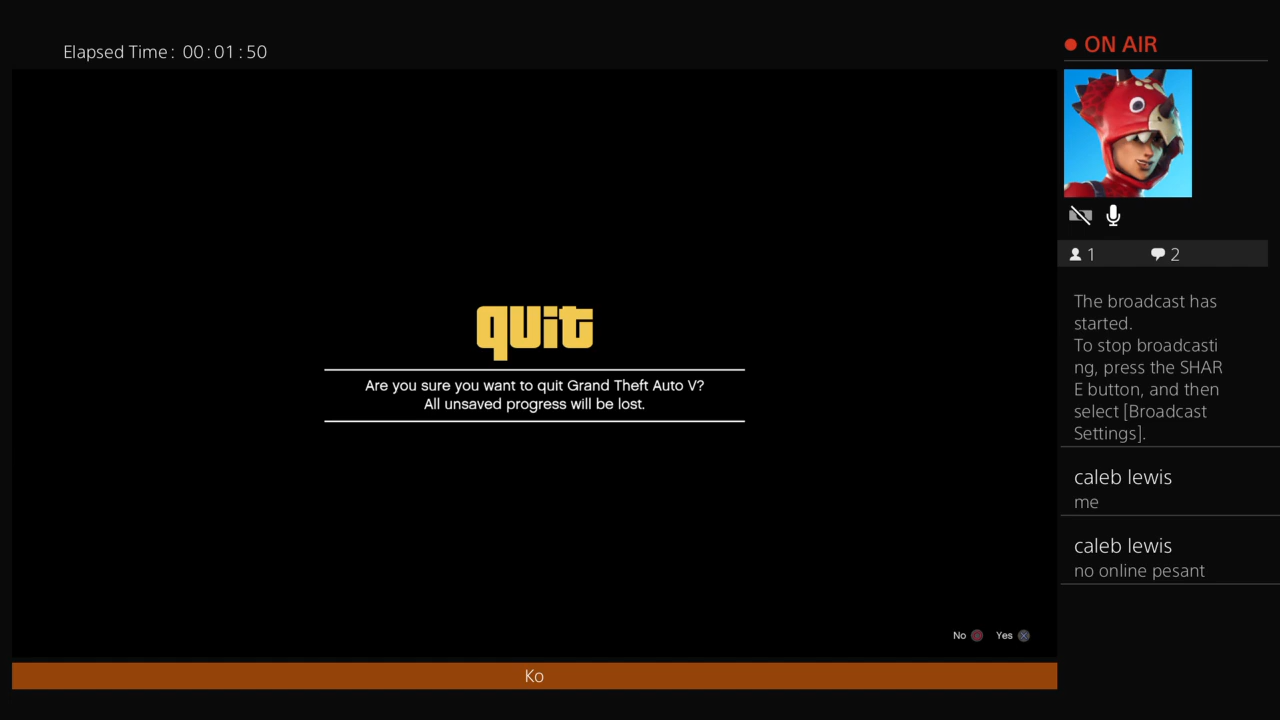 Elapsed Time: 00:01:50
ON AIR
1 2
quit
Are you sure you want to quit Grand Theft Auto V?
All unsaved progress will be lost.
No Yes
Ko
The broadcast has
started.
To stop broadcasti
ng, press the SHAR
E button, and then
select [Broadcast
Settings].
caleb lewis
me
caleb lewis
no online pesant